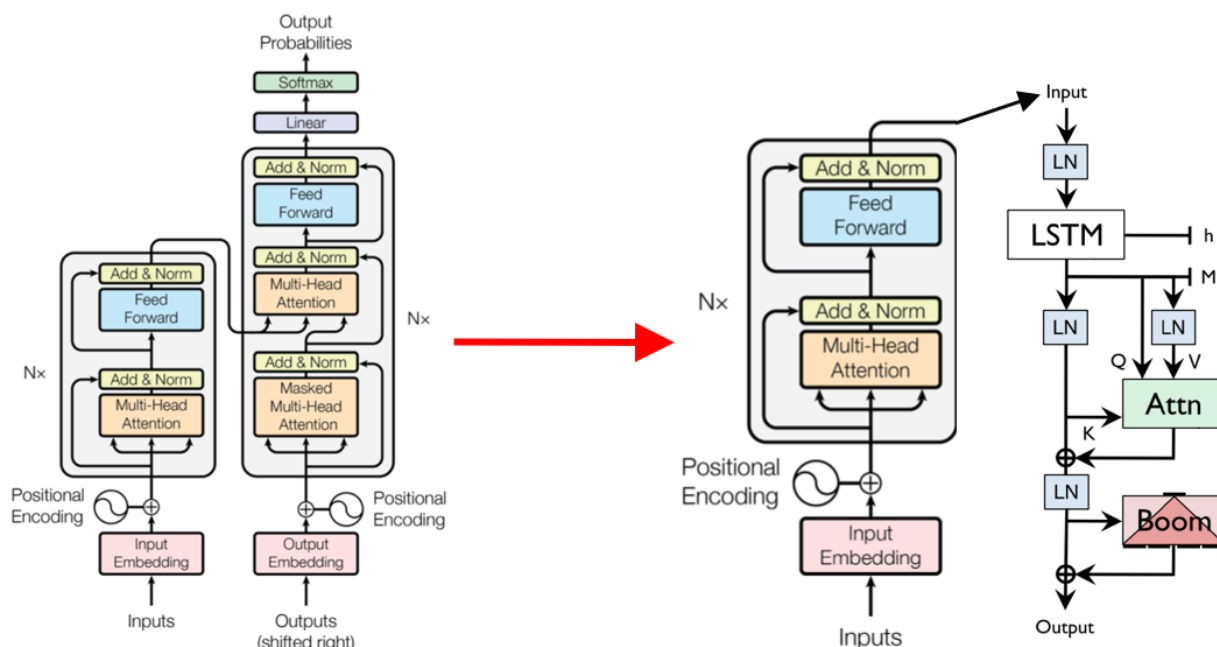 Output
Probabilities
Softmax
Linear
Add & Norm
Feed
Forward
Add & Norm
Multi-Head
Attention
Nx
Add & Norm
Masked
Multi-Head
Attention
Positional
Encoding
Output
Embedding
Outputs
(shifted right)
Add & Norm
Feed
Forward
Nx
Add & Norm
Multi-Head
Attention
Positional
Encoding
Input
Embedding
Inputs
Add & Norm
Feed
Forward
Nx
Add & Norm
Multi-Head
Attention
Positional
Encoding
Input
Embedding
Inputs
Input
LN
LSTM
h
M
LN
LN
Q
V
Attn
K
LN
Boom
Output